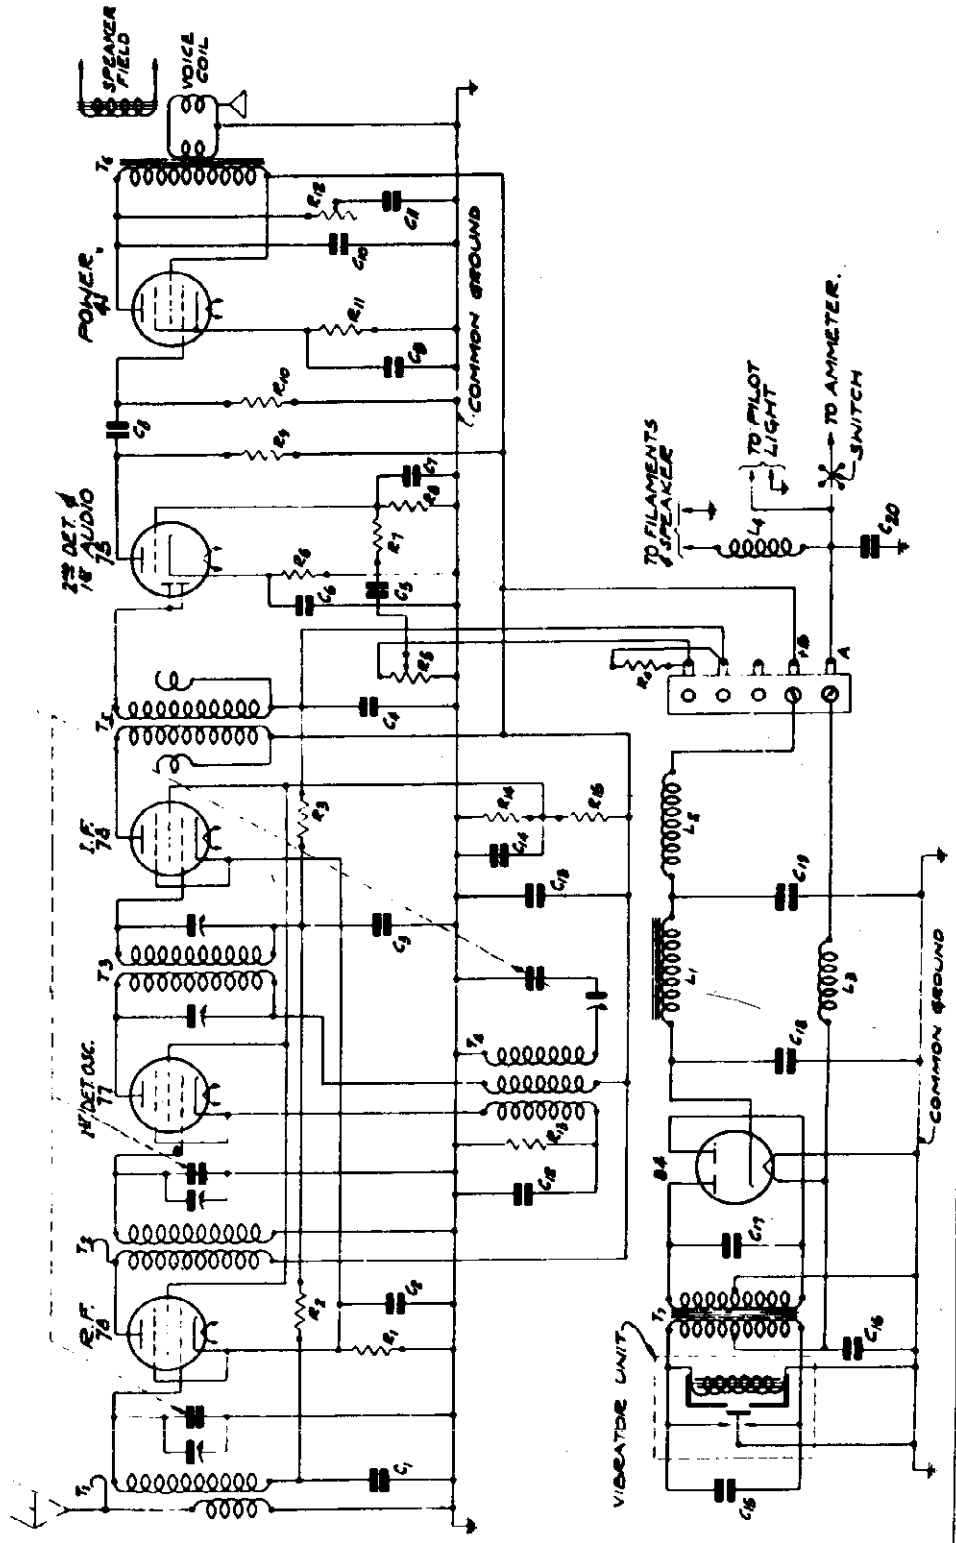 SPEAKER
FIELD
VOICE
COIL
T6
POWER
41
2ND DET. &
1ST AUDIO
75
T5
I.F.
78
T3
1ST DET. OSC.
77
T2
R.F.
78
T1
R12
C11
C10
R11
C9
R10
R9
C8
C7
R8
R7
R6
C6
C5
R5
C4
R3
C3
R2
C2
R1
C1
COMMON GROUND
R14
C14
R15
C13
T4
R13
C12
TO FILAMENTS
& SPEAKER
L4
TO PILOT
LIGHT
TO AMMETER.
SWITCH
C20
R4
+B
A
L2
L1
C19
C18
L3
84
C17
T7
C16
VIBRATOR UNIT
C15
COMMON GROUND